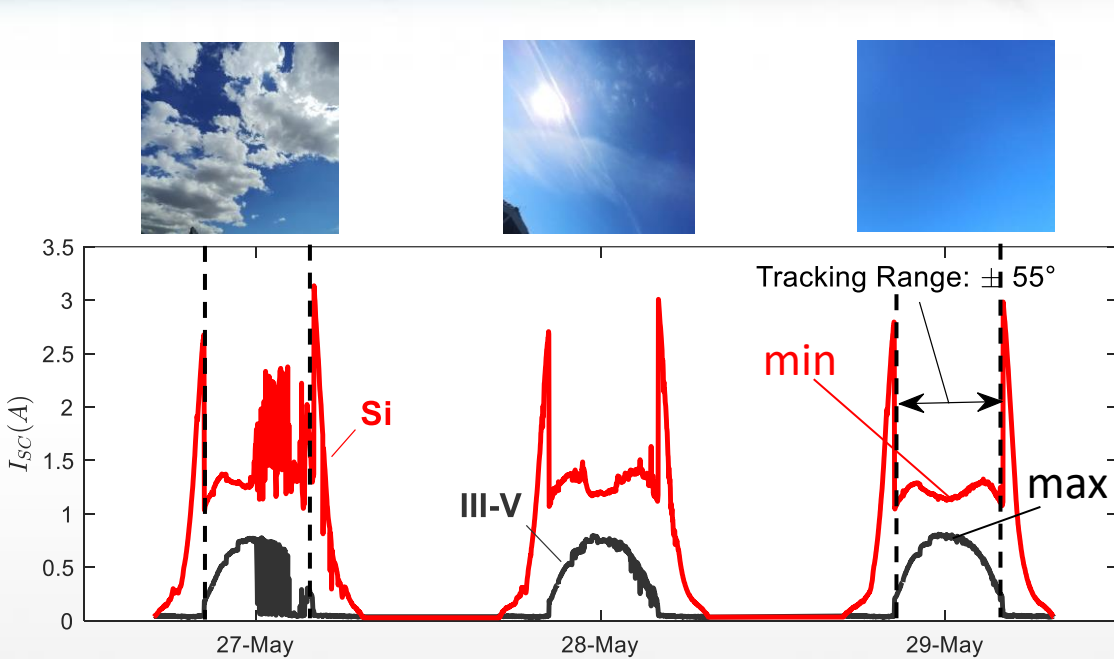 3.5
Tracking Range: ± 55°
3
min
2.5
2
Si
1.5
max
III-V
1
0.5
0
I_SC(A)
27-May
28-May
29-May